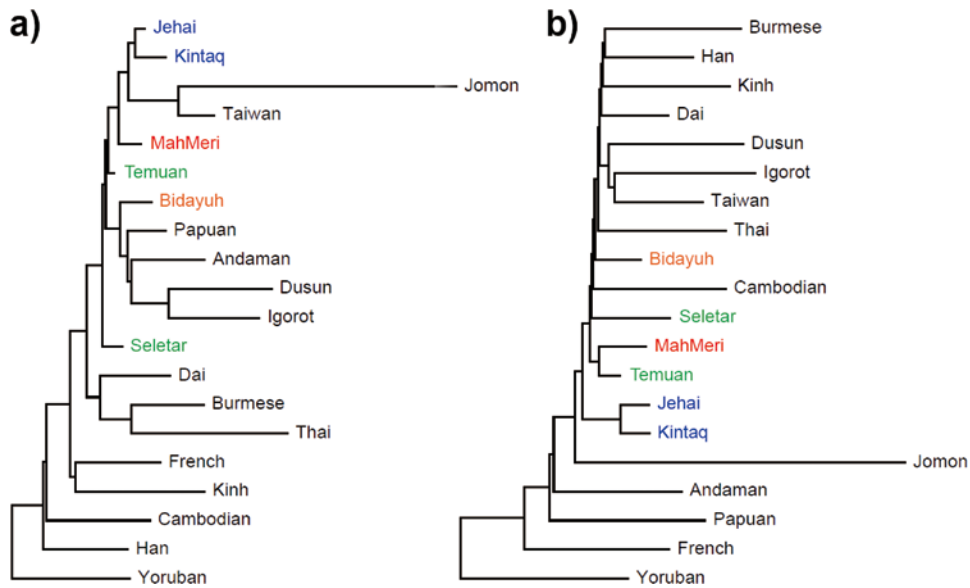 a)
Jehai
Kintaq
Jomon
Taiwan
MahMeri
Temuan
Bidayuh
Papuan
Andaman
Dusun
Igorot
Seletar
Dai
Burmese
Thai
French
Kinh
Cambodian
Han
Yoruban
b)
Burmese
Han
Kinh
Dai
Dusun
Igorot
Taiwan
Thai
Bidayuh
Cambodian
Seletar
MahMeri
Temuan
Jehai
Kintaq
Jomon
Andaman
Papuan
French
Yoruban